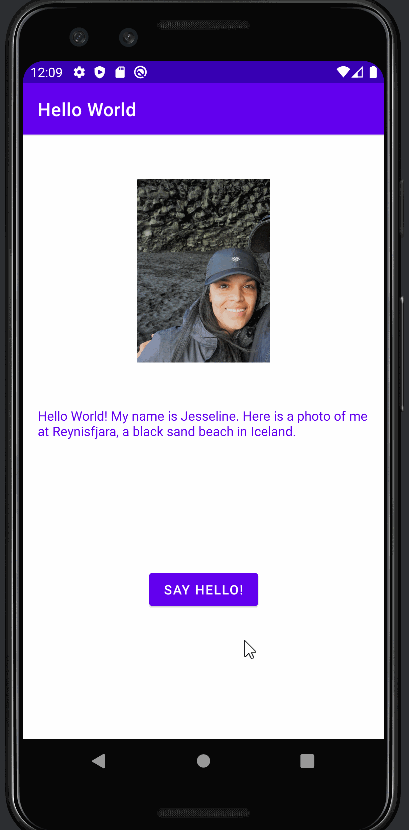 12:09
Hello World
Hello World! My name is Jesseline. Here is a photo of me
at Reynisfjara, a black sand beach in Iceland.
SAY HELLO!